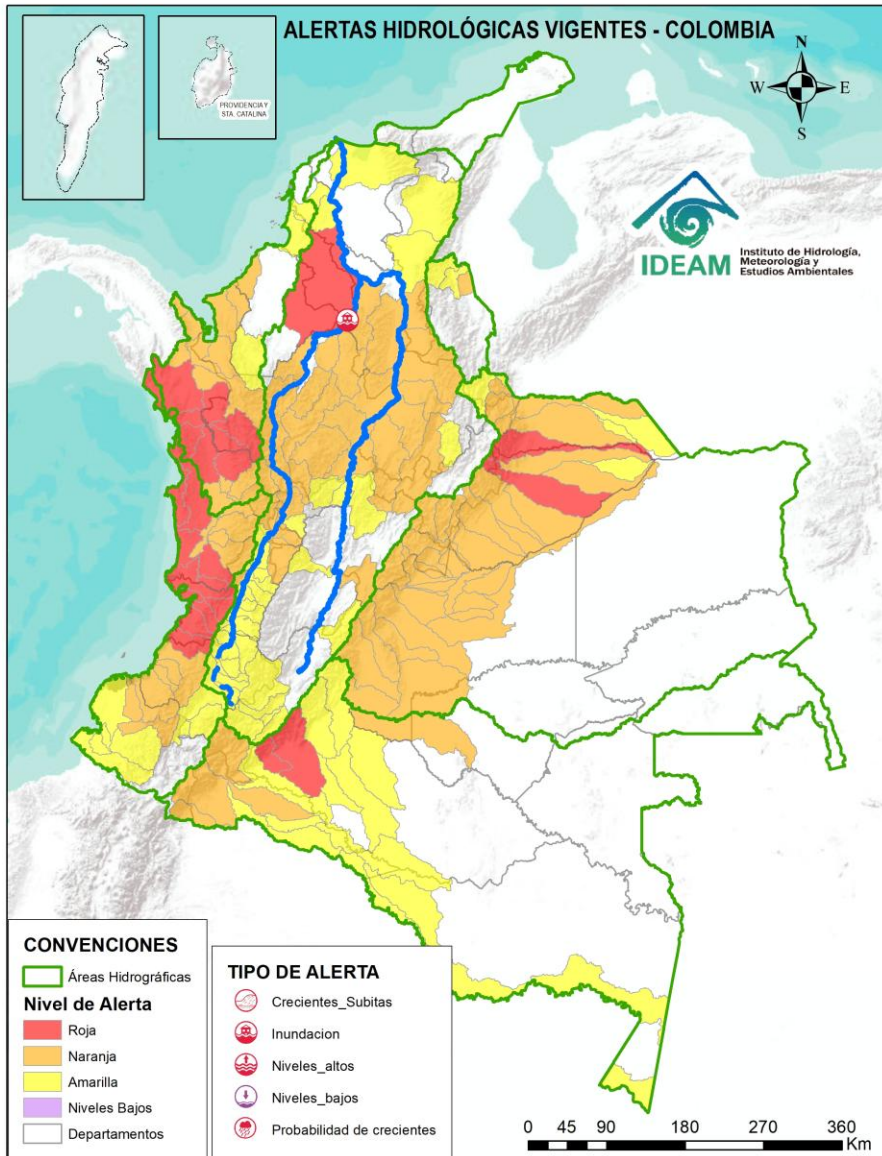 ALERTAS HIDROLÓGICAS VIGENTES - COLOMBIA
PROVIDENCIA Y
STA. CATALINA
N
W
E
S
IDEAM
Instituto de Hidrología,
Meteorología y
Estudios Ambientales
CONVENCIONES
Áreas Hidrográficas
Nivel de Alerta
Roja
Naranja
Amarilla
Niveles Bajos
Departamentos
TIPO DE ALERTA
Crecientes_Subitas
Inundacion
Niveles_altos
Niveles_bajos
Probabilidad de crecientes
0 45 90 180 270 360
Km